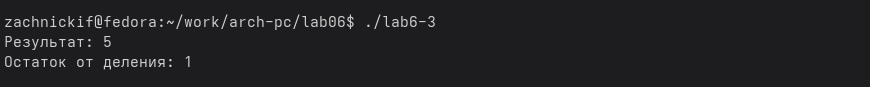 zachnickif@fedora:~/work/arch-pc/lab06$ ./lab6-3
Результат: 5
Остаток от деления: 1